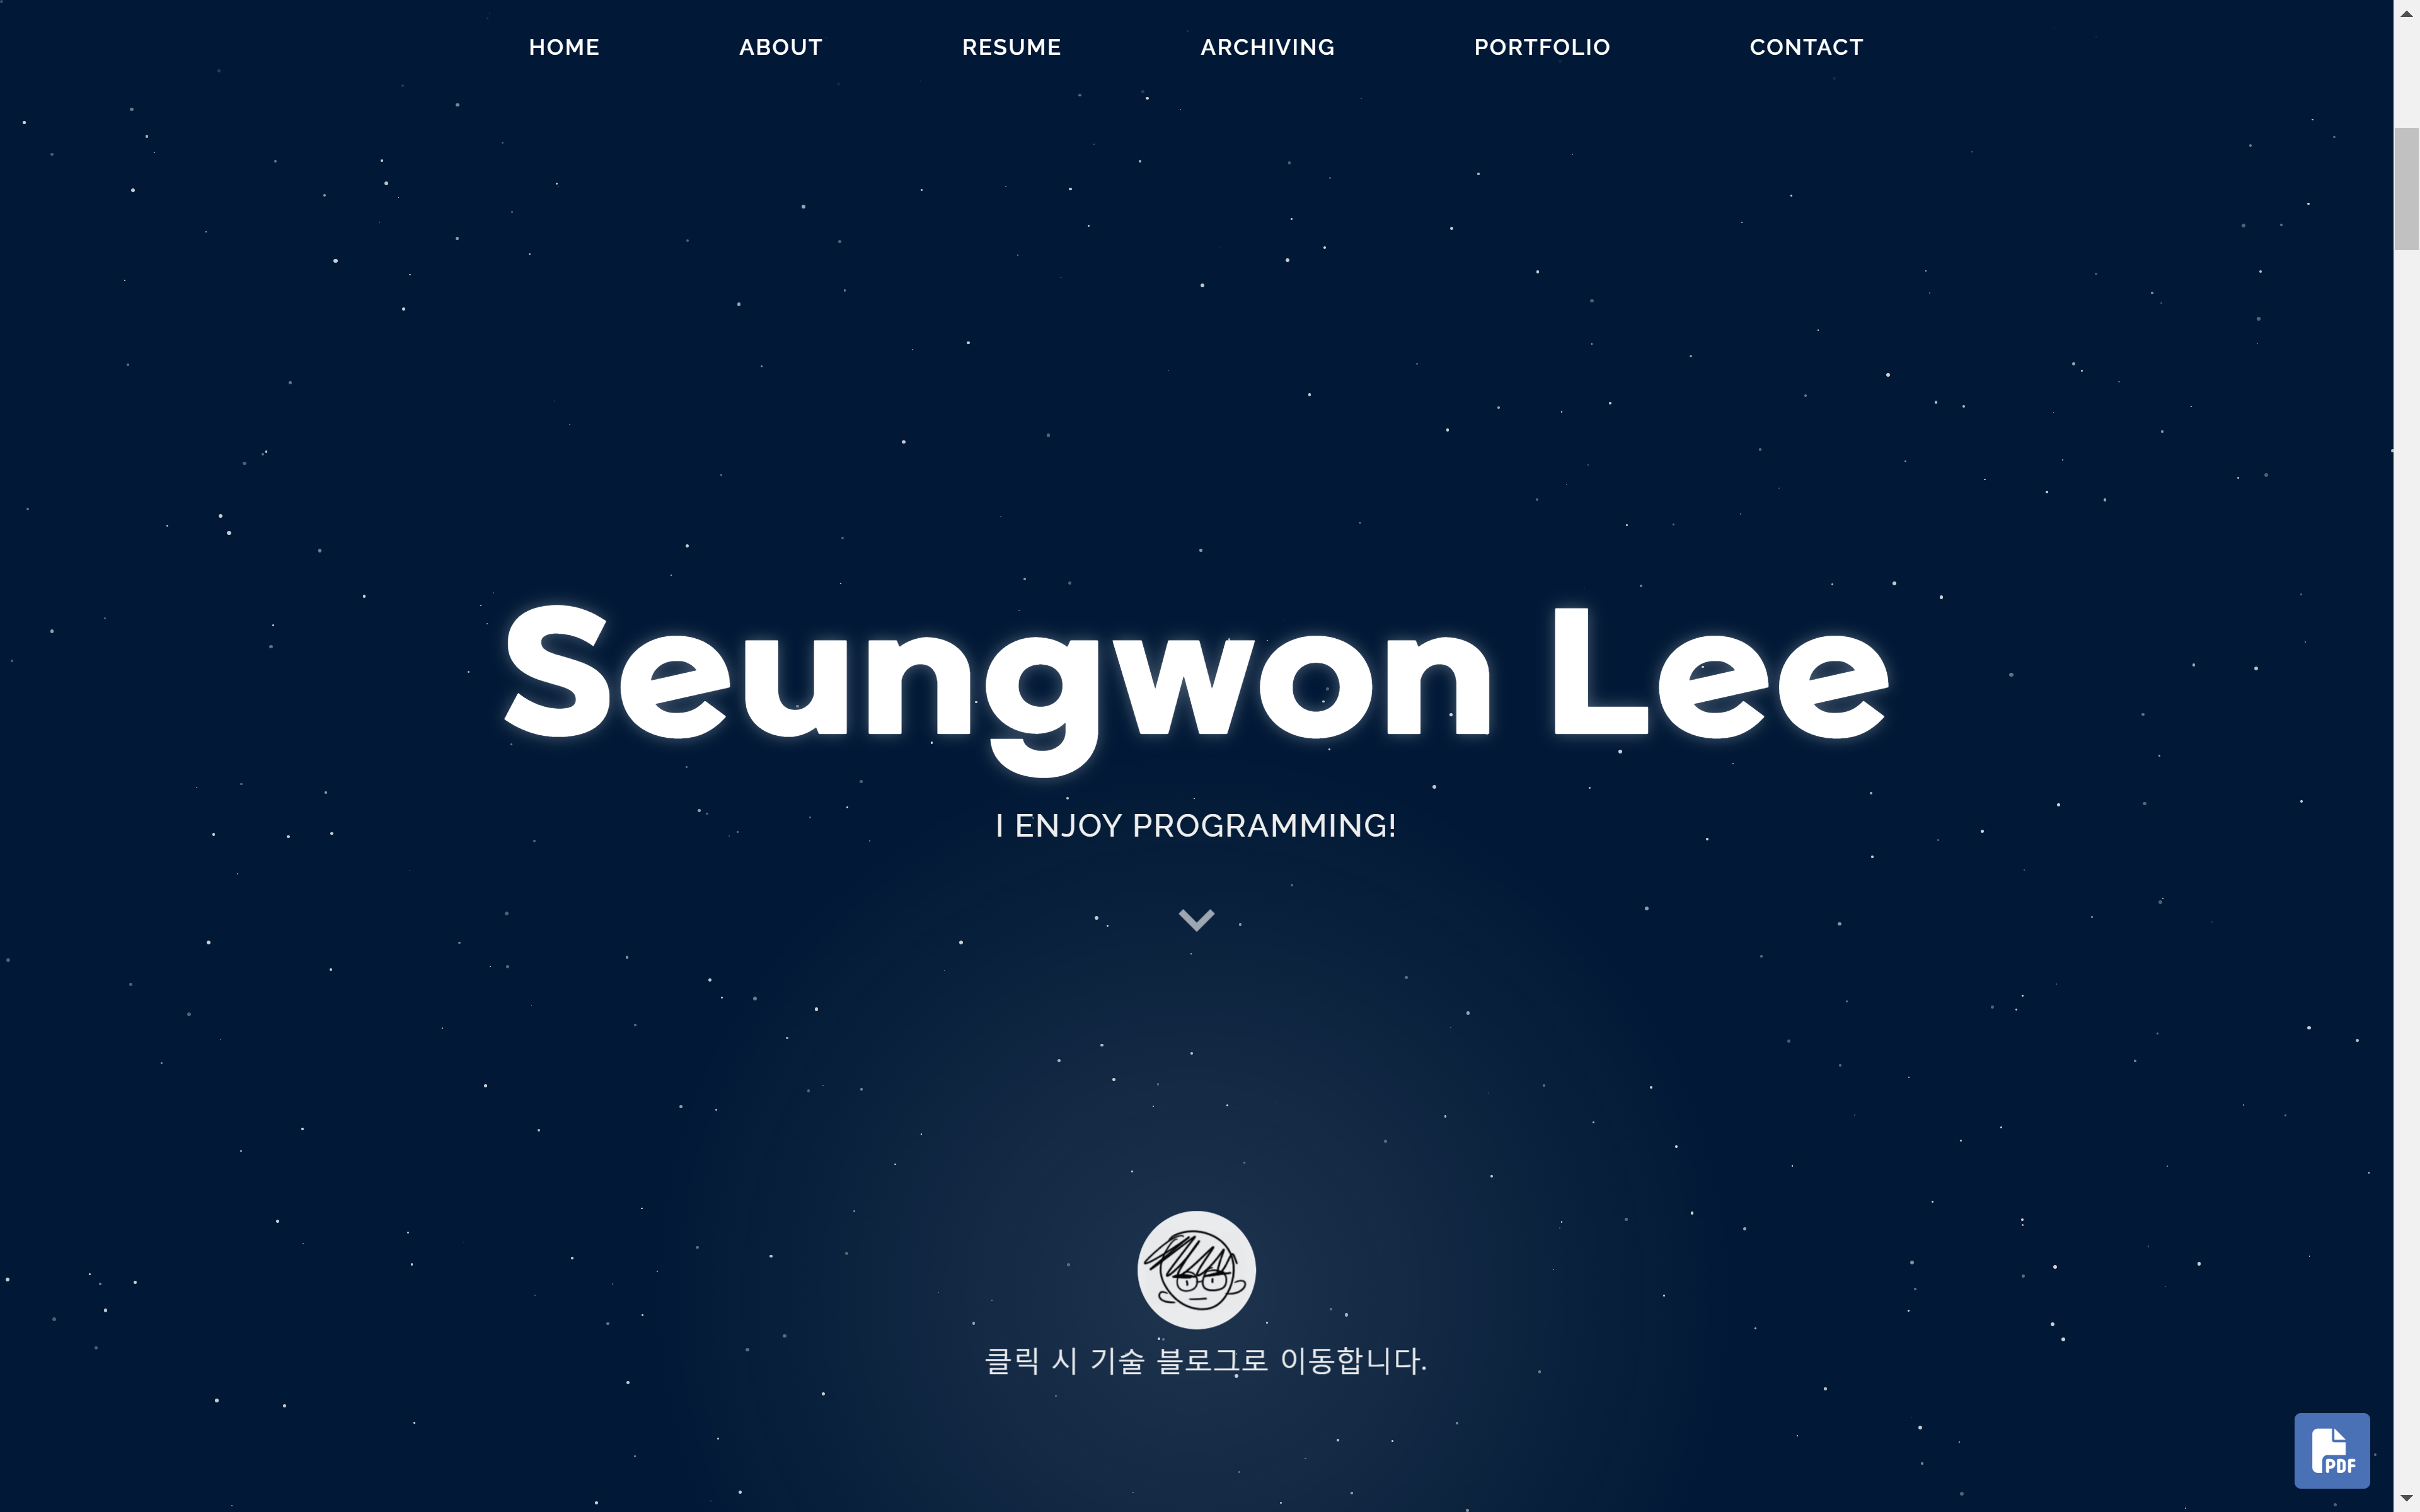 HOME ABOUT RESUME ARCHIVING PORTFOLIO CONTACT
Seungwon Lee
I ENJOY PROGRAMMING!
클릭 시 기술 블로그로 이동합니다.
PDF